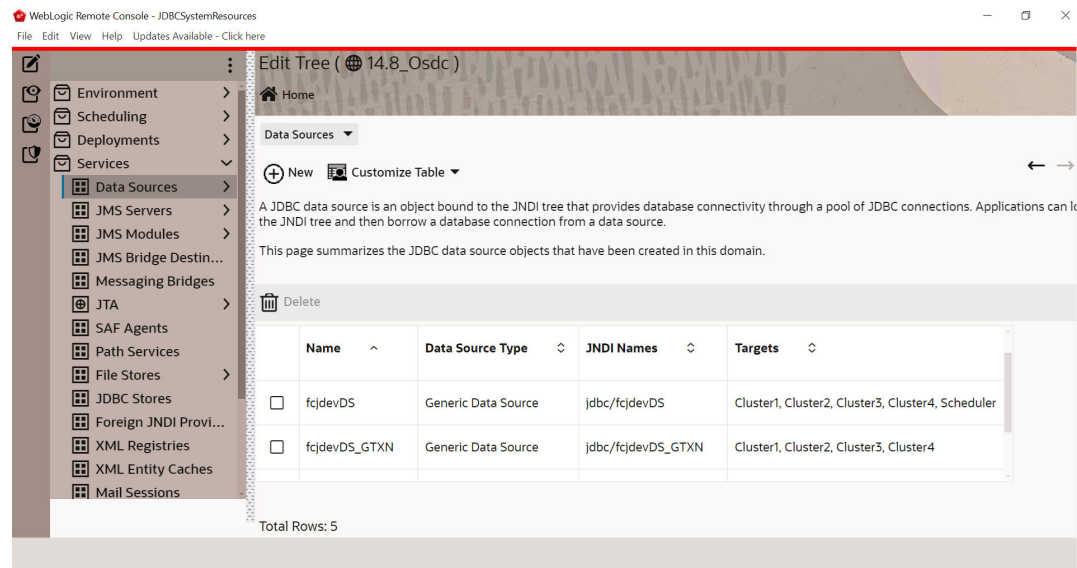 WebLogic Remote Console - JDBCSystemResources
File Edit View Help Updates Available - Click here
Edit Tree ( 14.8_Osdc )
Home
Environment
Scheduling
Deployments
Services
Data Sources
JMS Servers
JMS Modules
JMS Bridge Destin...
Messaging Bridges
JTA
SAF Agents
Path Services
File Stores
JDBC Stores
Foreign JNDI Provi...
XML Registries
XML Entity Caches
Mail Sessions
Data Sources
New Customize Table
A JDBC data source is an object bound to the JNDI tree that provides database connectivity through a pool of JDBC connections. Applications can
the JNDI tree and then borrow a database connection from a data source.
This page summarizes the JDBC data source objects that have been created in this domain.
Delete
Name Data Source Type JNDI Names Targets
fcjdevDS Generic Data Source jdbc/fcjdevDS Cluster1, Cluster2, Cluster3, Cluster4, Scheduler
fcjdevDS_GTXN Generic Data Source jdbc/fcjdevDS_GTXN Cluster1, Cluster2, Cluster3, Cluster4
Total Rows: 5